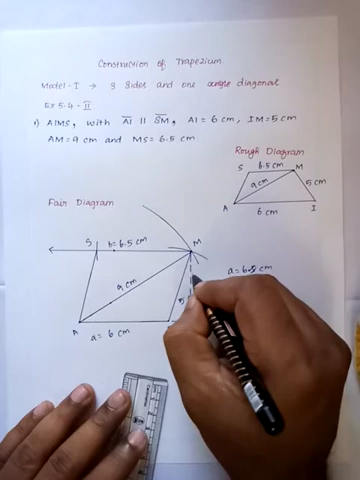 Construction of Trapezium
Model - I → 3 Sides and one diagonal
Ex 5.4 - II
1) AIMS, with AI || SM, AI = 6 cm, IM = 5 cm
AM = 9 cm and MS = 6.5 cm
Rough Diagram
S 6.5 cm M
9 cm 5 cm
A 6 cm I
Fair Diagram
S b = 6.5 cm M
9 cm
A
a = 6 cm